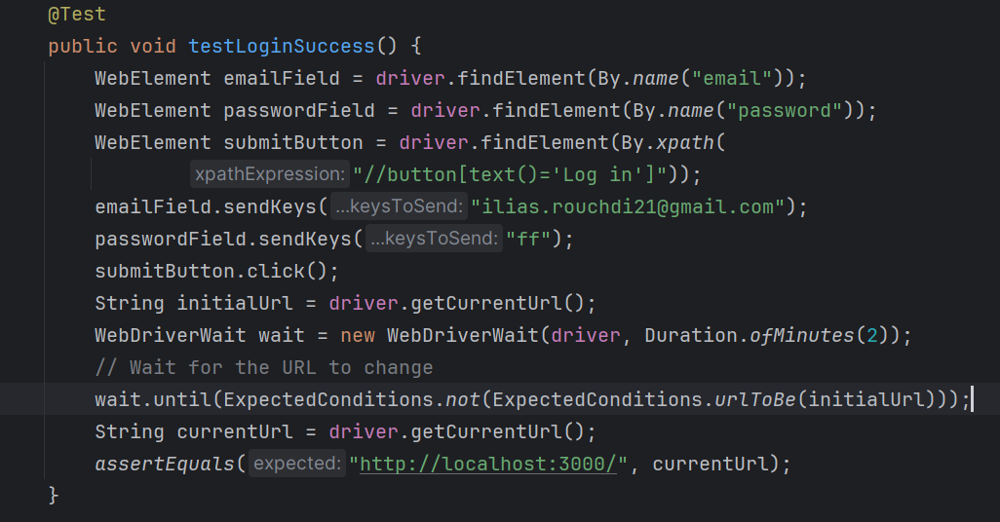 @Test
public void testLoginSuccess() {
WebElement emailField = driver.findElement(By.name("email"));
WebElement passwordField = driver.findElement(By.name("password"));
WebElement submitButton = driver.findElement(By.xpath(
xpathExpression: "//button[text()='Log in']"));
emailField.sendKeys( ...keysToSend: "ilias.rouchdi21@gmail.com");
passwordField.sendKeys( ...keysToSend: "ff");
submitButton.click();
String initialUrl = driver.getCurrentUrl();
WebDriverWait wait = new WebDriverWait(driver, Duration.ofMinutes(2));
// Wait for the URL to change
wait.until(ExpectedConditions.not(ExpectedConditions.urlToBe(initialUrl)));
String currentUrl = driver.getCurrentUrl();
assertEquals( expected: "http://localhost:3000/", currentUrl);
}